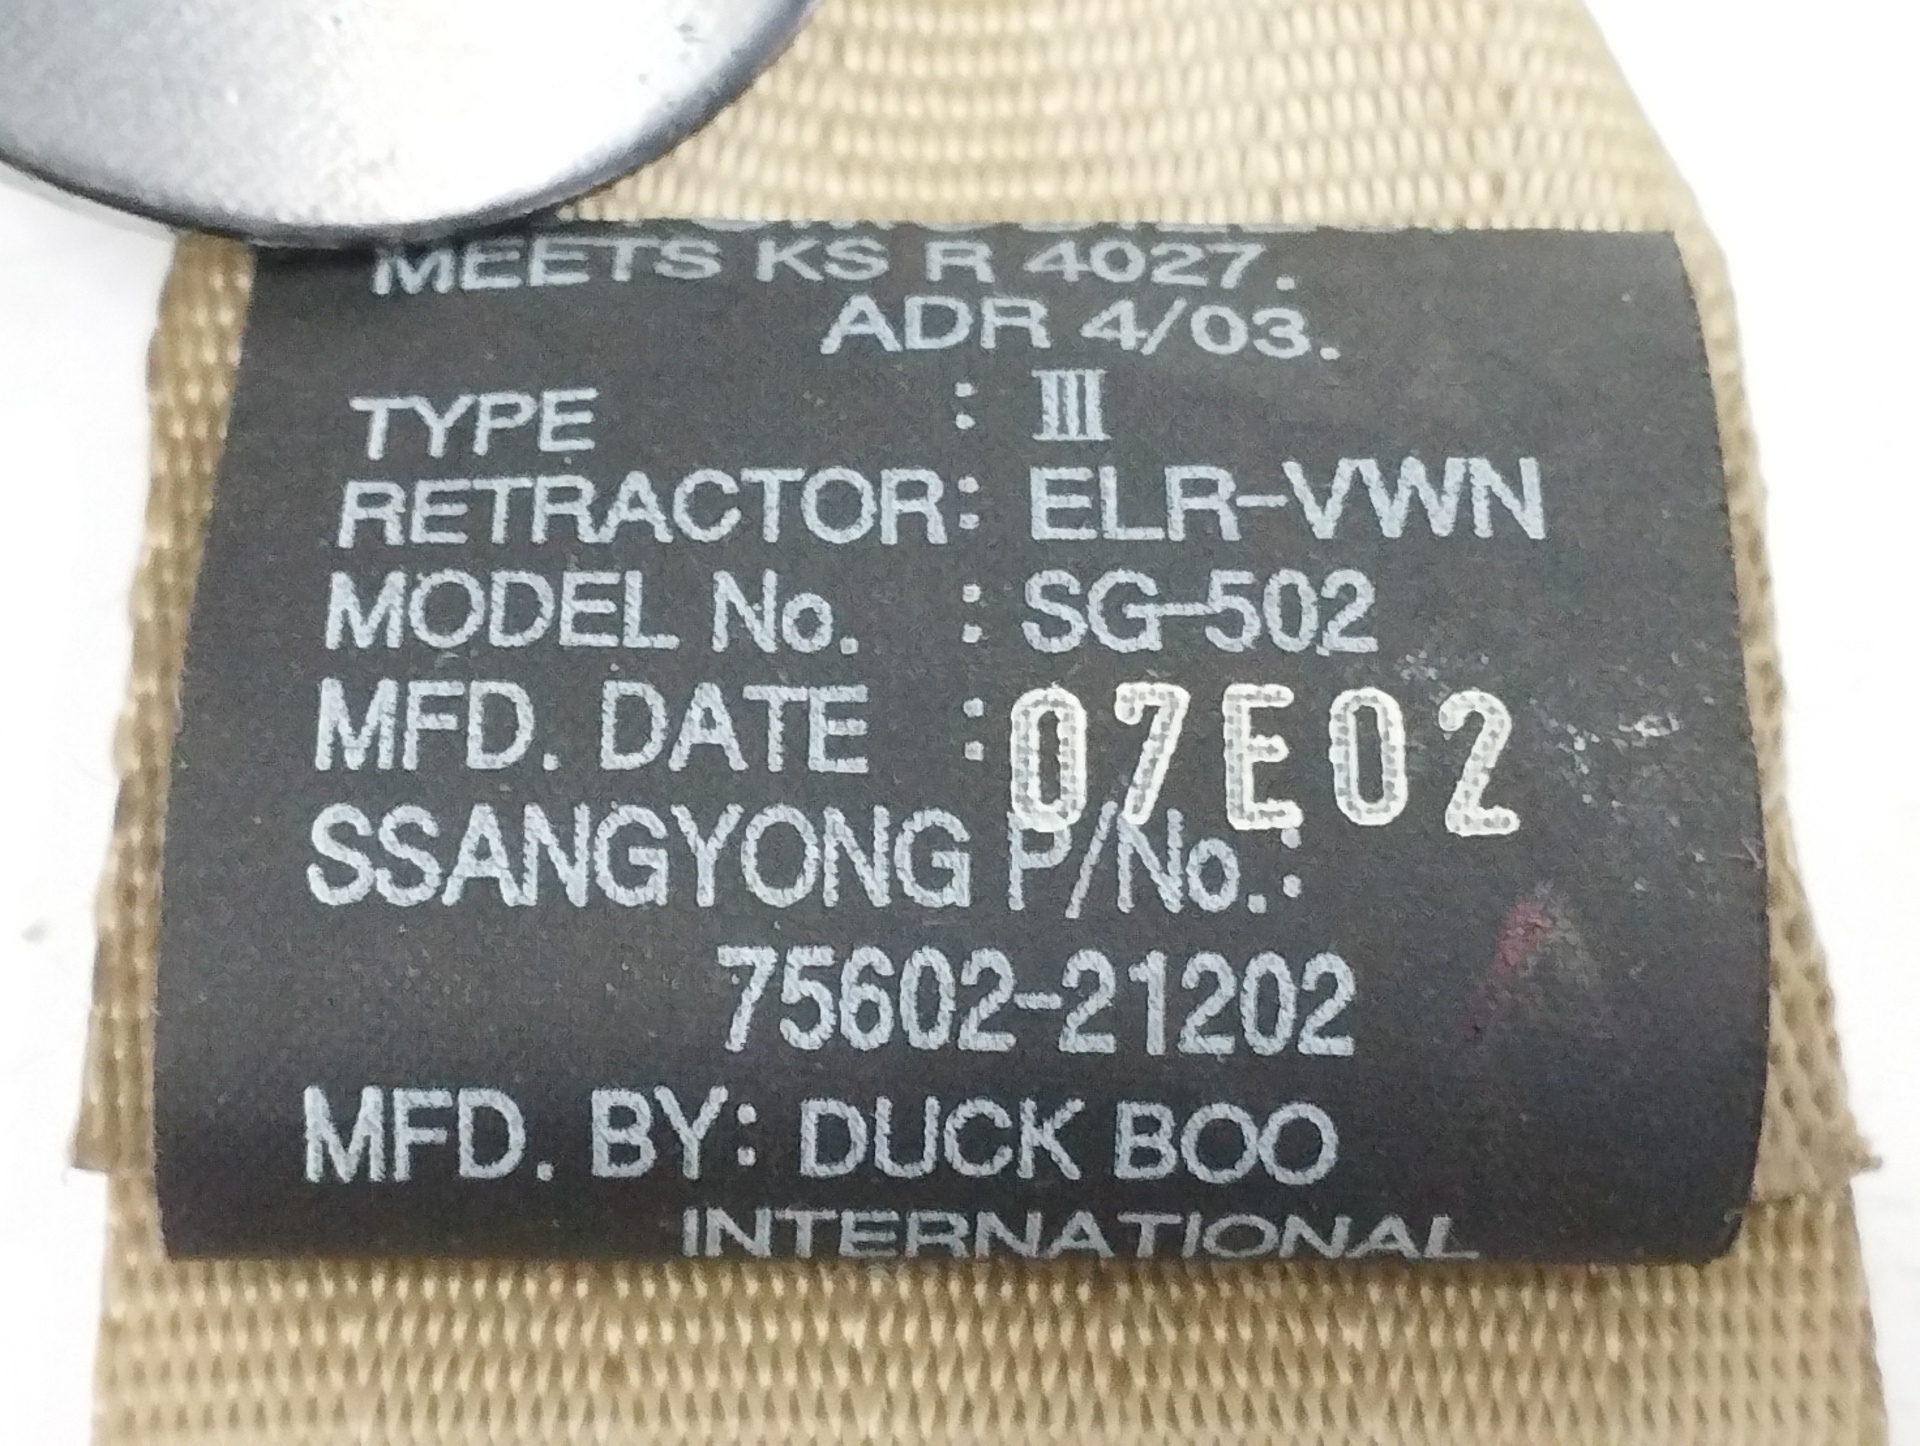 MEETS KS R 4027.
ADR 4/03.
TYPE : III
RETRACTOR: ELR-VWN
MODEL No. : SG-502
MFD. DATE : 07E02
SSANGYONG P/No.:
75602-21202
MFD. BY: DUCK BOO
INTERNATIONAL